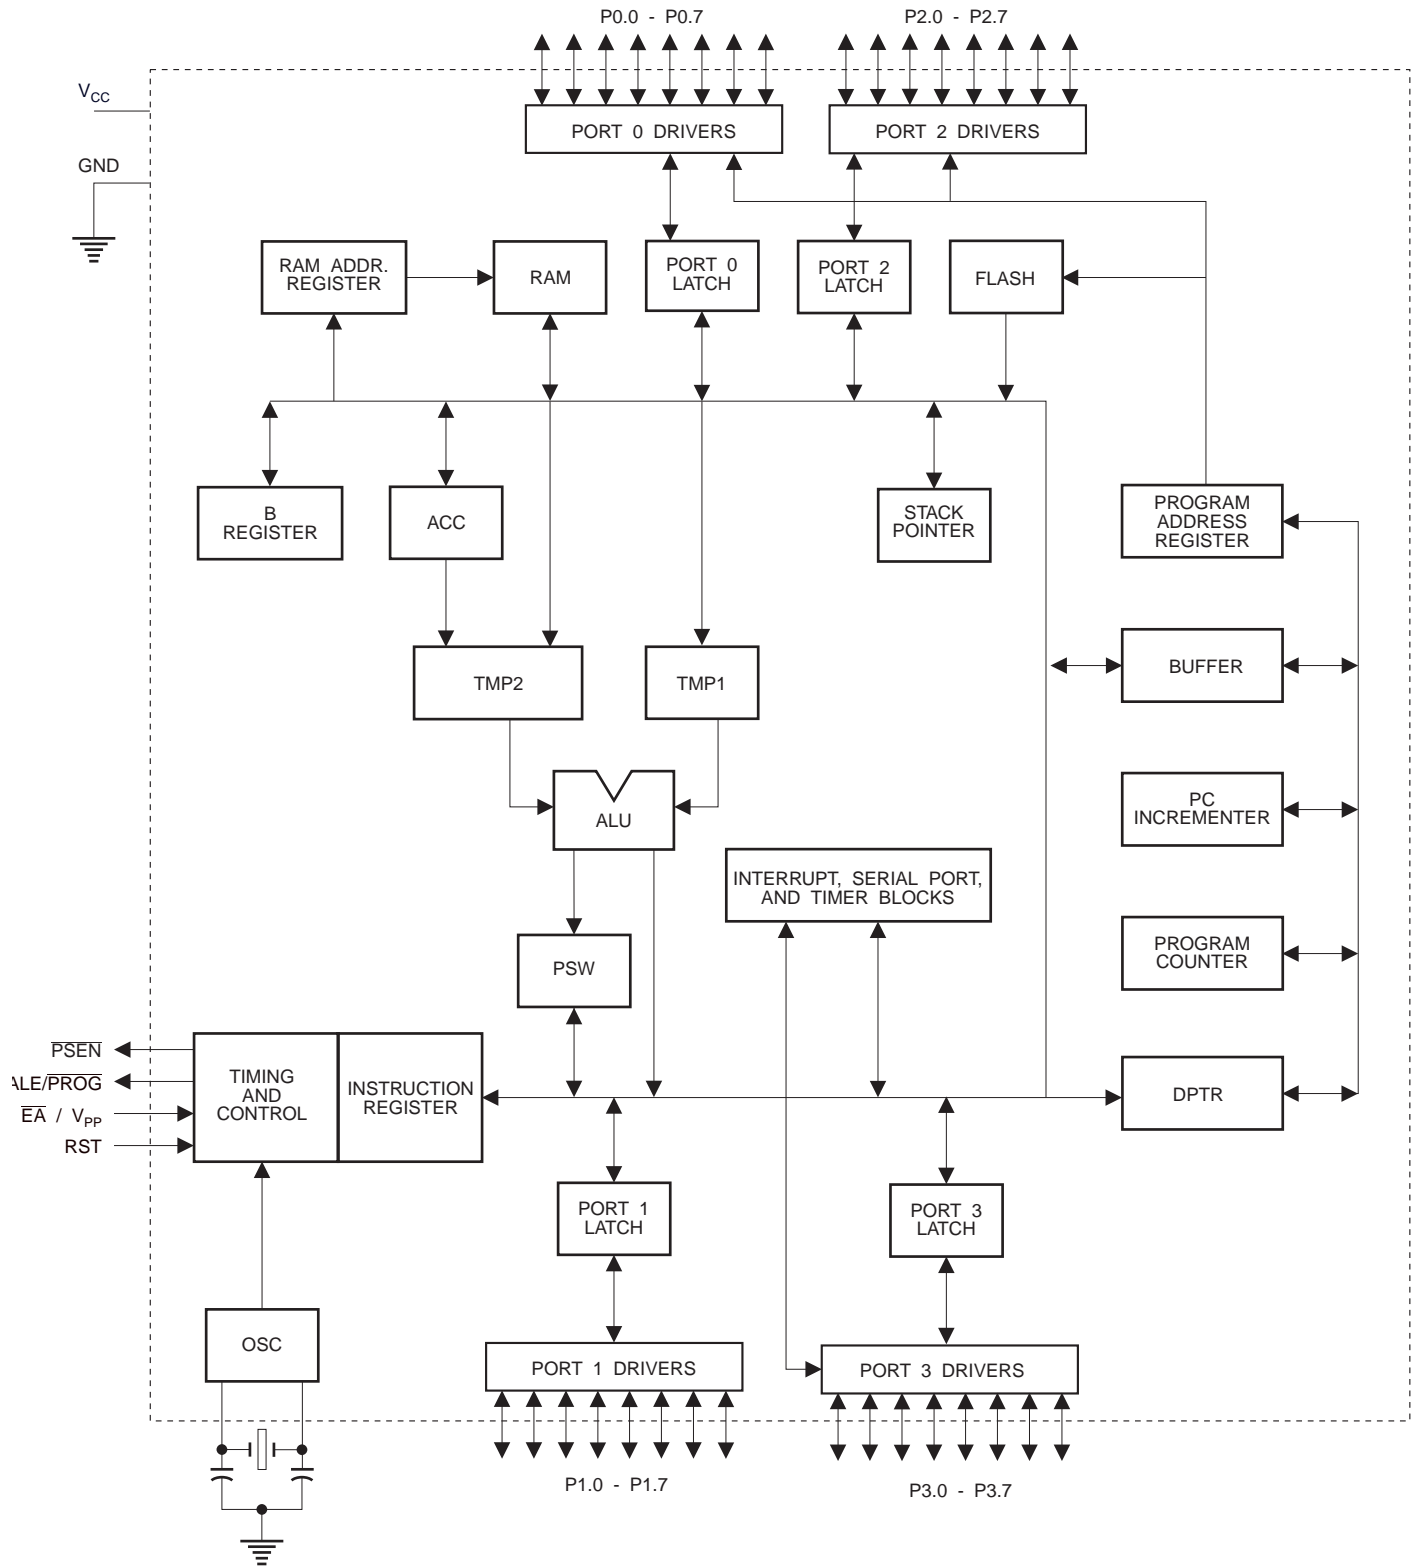 P0.0 - P0.7
P2.0 - P2.7
VCC
GND
PORT 0 DRIVERS
PORT 2 DRIVERS
RAM ADDR.
REGISTER
RAM
PORT 0
LATCH
PORT 2
LATCH
FLASH
B
REGISTER
ACC
STACK
POINTER
PROGRAM
ADDRESS
REGISTER
TMP2
TMP1
BUFFER
ALU
PC
INCREMENTER
INTERRUPT, SERIAL PORT,
AND TIMER BLOCKS
PSW
PROGRAM
COUNTER
PSEN
ALE/PROG
EA / VPP
RST
TIMING
AND
CONTROL
INSTRUCTION
REGISTER
DPTR
PORT 1
LATCH
PORT 3
LATCH
OSC
PORT 1 DRIVERS
PORT 3 DRIVERS
P1.0 - P1.7
P3.0 - P3.7